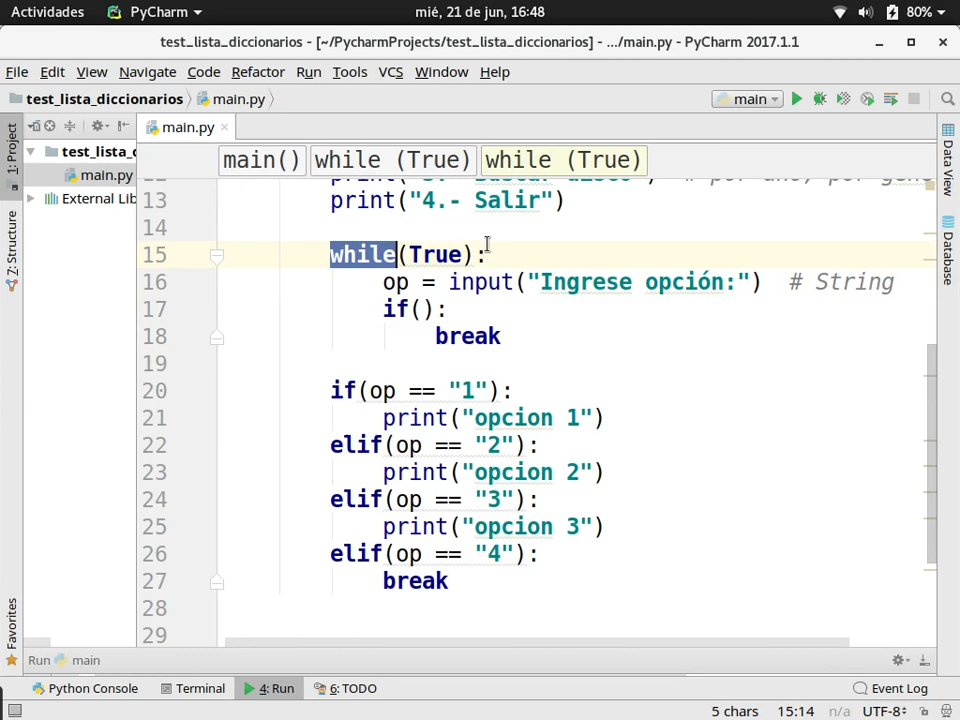 Actividades PyCharm mié, 21 de jun, 16:48 80%
test_lista_diccionarios - [~/PycharmProjects/test_lista_diccionarios] - .../main.py - PyCharm 2017.1.1
File Edit View Navigate Code Refactor Run Tools VCS Window Help
test_lista_diccionarios main.py main
1: Project
main.py
test_lista_
main.py
External Lib
7: Structure
Favorites
Data View
Database
main() while (True) while (True)
13 print("4.- Salir")
14
15 while(True):
16 op = input("Ingrese opción:") # String
17 if():
18 break
19
20 if(op == "1"):
21 print("opcion 1")
22 elif(op == "2"):
23 print("opcion 2")
24 elif(op == "3"):
25 print("opcion 3")
26 elif(op == "4"):
27 break
28
29
Run main
Python Console Terminal 4: Run 6: TODO Event Log
5 chars 15:14 n/a UTF-8